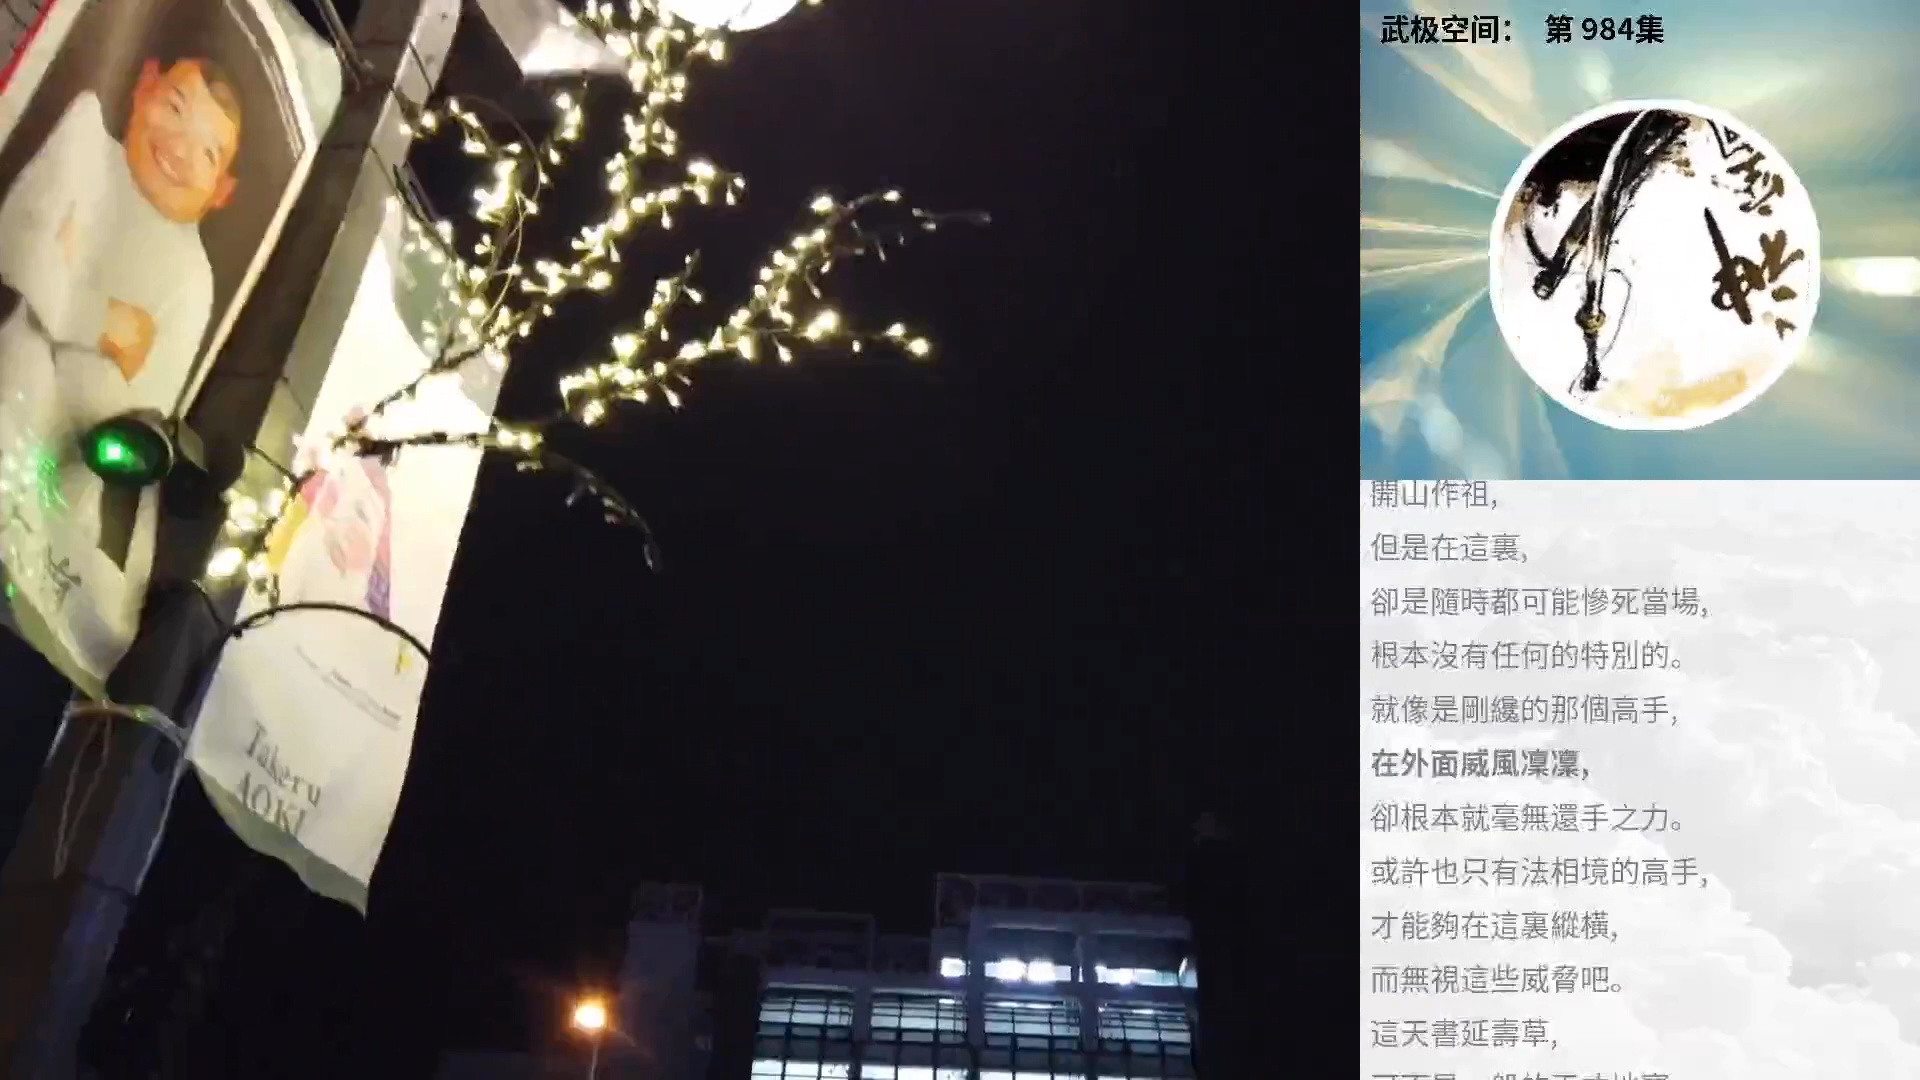 武极空间： 第 984集
開山作祖,
但是在這裏,
卻是隨時都可能慘死當場,
根本沒有任何的特別的。
就像是剛纔的那個高手,
在外面威風凜凜,
卻根本就毫無還手之力。
或許也只有法相境的高手,
才能夠在這裏縱橫,
而無視這些威脅吧。
這天書延壽草,
Takeru
AOKI